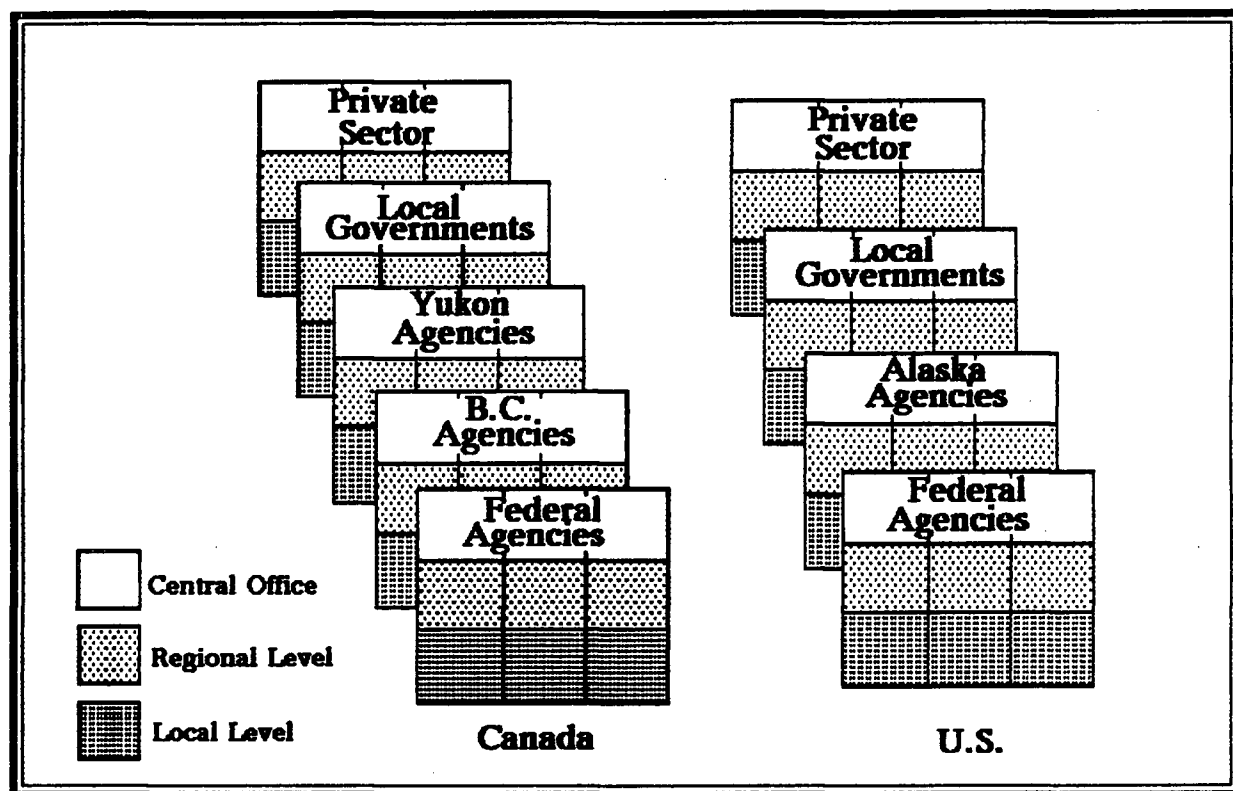 Private
Sector
Local
Governments
Yukon
Agencies
B.C.
Agencies
Federal
Agencies
Canada
Private
Sector
Local
Governments
Alaska
Agencies
Federal
Agencies
U.S.
Central Office
Regional Level
Local Level